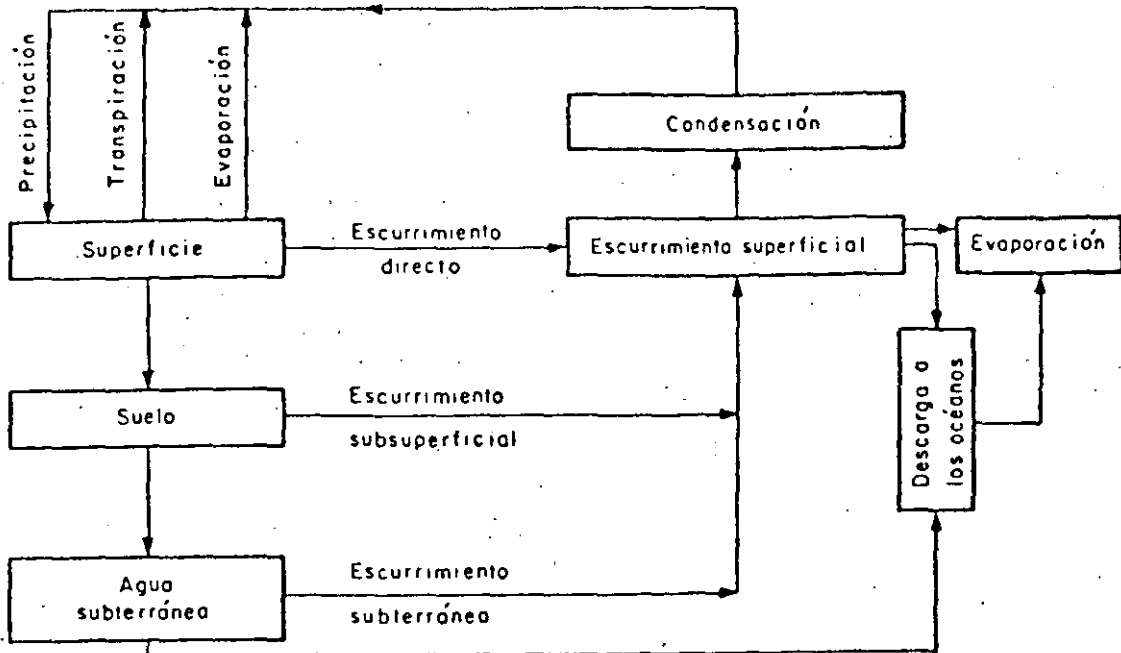 Precipitación
Transpiración
Evaporación
Condensación
Superficie
Escurrimiento
directo
Escurrimiento superficial
Evaporación
Suelo
Escurrimiento
subsuperficial
Descarga a
los océanos
Agua
subterránea
Escurrimiento
subterráneo